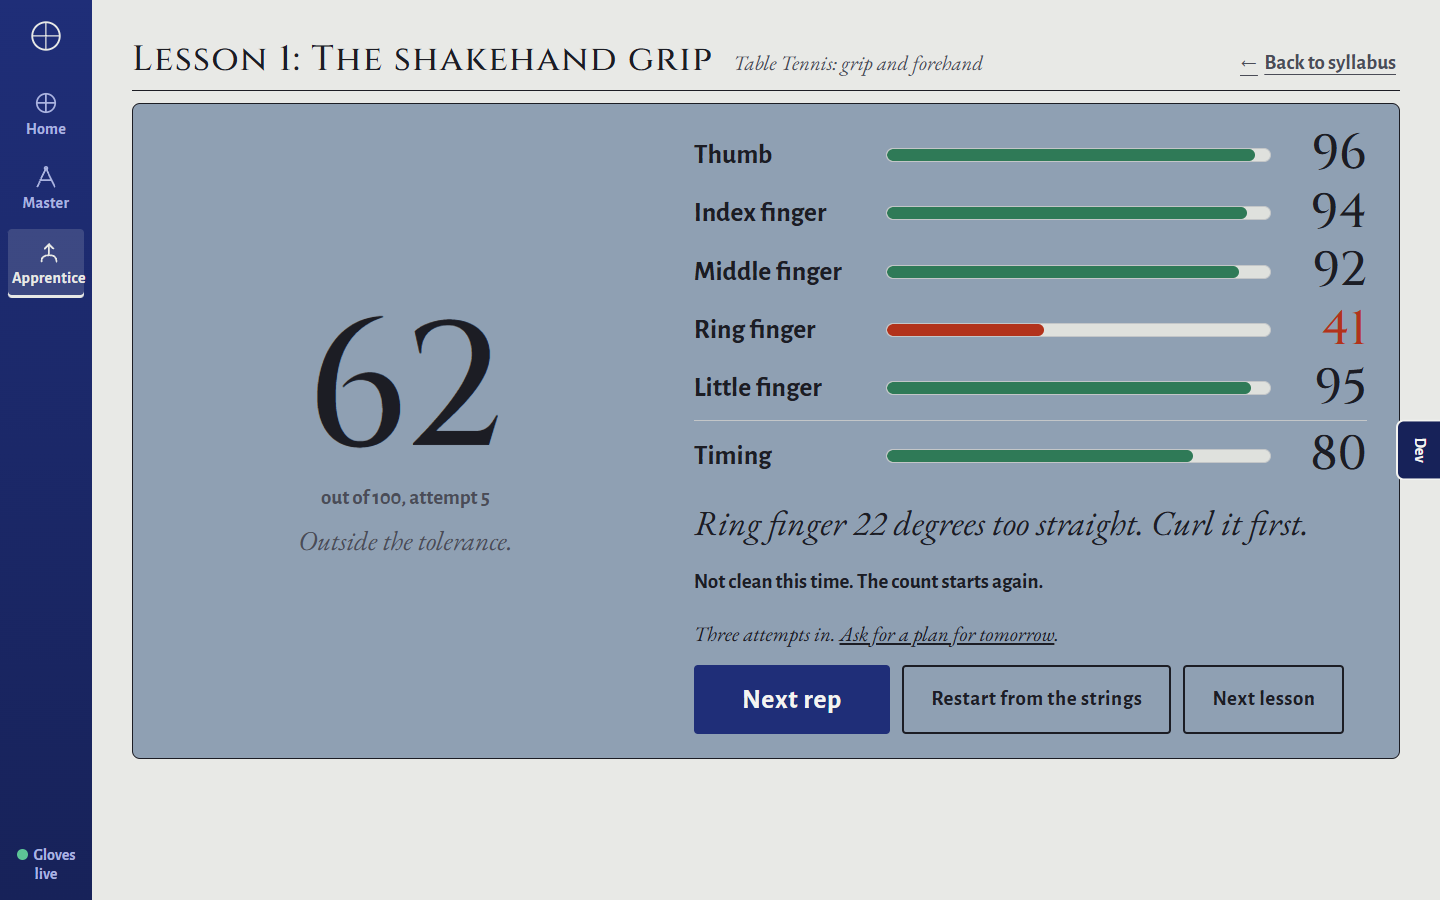 Lesson 1: The shakehand grip
Table Tennis: grip and forehand
← Back to syllabus
Home
Master
Apprentice
Gloves
live
Thumb 96
Index finger 94
Middle finger 92
Ring finger 41
Little finger 95
Timing 80
62
out of 100, attempt 5
Outside the tolerance.
Ring finger 22 degrees too straight. Curl it first.
Not clean this time. The count starts again.
Three attempts in. Ask for a plan for tomorrow.
Next rep
Restart from the strings
Next lesson
Dev